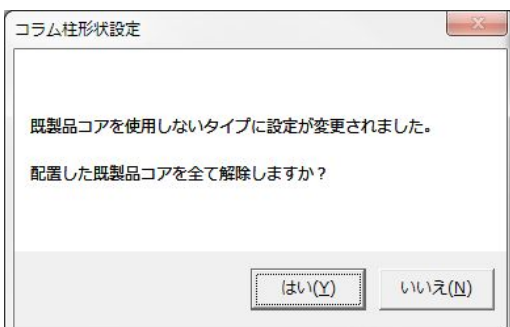 コラム柱形状設定
既製品コアを使用しないタイプに設定が変更されました。
配置した既製品コアを全て解除しますか？
はい(Y)
いいえ(N)